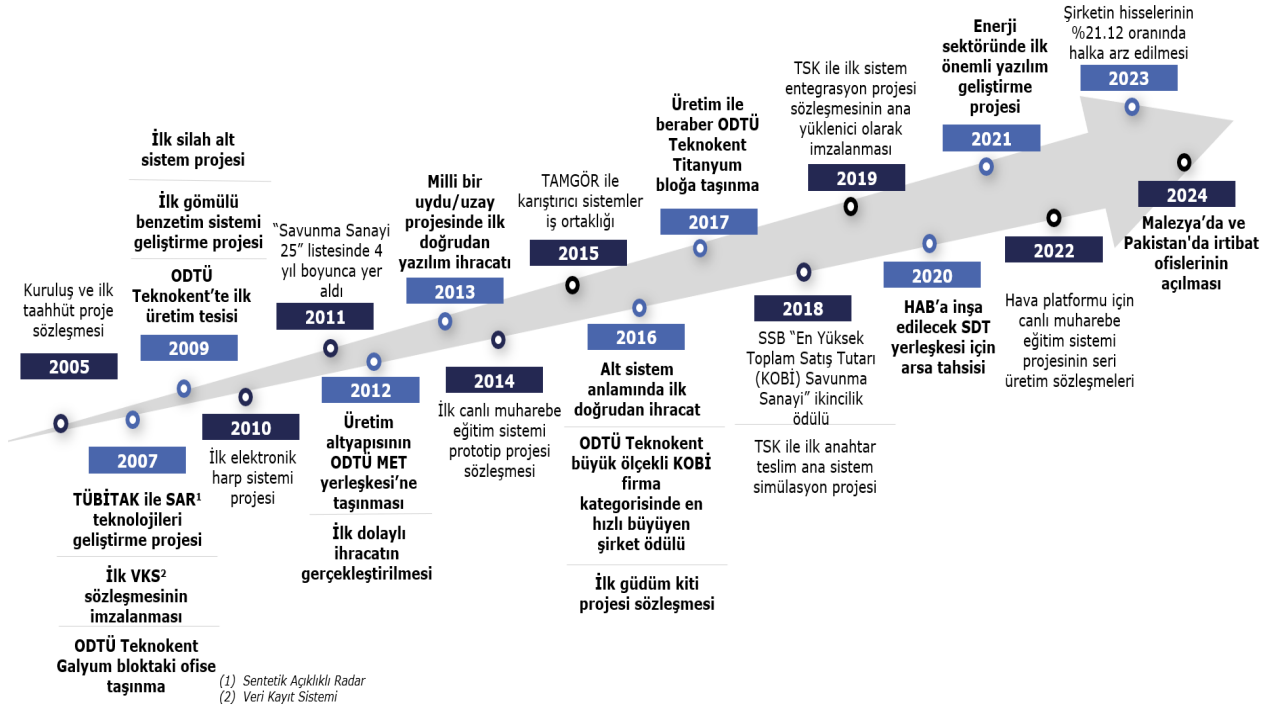 Kuruluş ve ilk
taahhüt proje
sözleşmesi
2005
2007
TÜBİTAK ile SAR¹
teknolojileri
geliştirme projesi
İlk VKS²
sözleşmesinin
imzalanması
ODTÜ Teknokent
Galyum bloktaki ofise
taşınma
İlk silah alt
sistem projesi
İlk gömülü
benzetim sistemi
geliştirme projesi
ODTÜ
Teknokent’te ilk
üretim tesisi
2009
2010
İlk elektronik
harp sistemi
projesi
“Savunma Sanayi
25” listesinde 4
yıl boyunca yer
aldı
2011
2012
Üretim
altyapısının
ODTÜ MET
yerleşkesi’ne
taşınması
İlk dolaylı
ihracatın
gerçekleştirilmesi
Milli bir
uydu/uzay
projesinde ilk
doğrudan
yazılım ihracatı
2013
2014
İlk canlı muharebe
eğitim sistemi
prototip projesi
sözleşmesi
TAMGÖR ile
karıştırıcı sistemler
iş ortaklığı
2015
2016
Alt sistem
anlamında ilk
doğrudan ihracat
ODTÜ Teknokent
büyük ölçekli KOBİ
firma
kategorisinde en
hızlı büyüyen
şirket ödülü
İlk güdüm kiti
projesi sözleşmesi
Üretim ile
beraber ODTÜ
Teknokent
Titanyum
bloğa taşınma
2017
2018
SSB “En Yüksek
Toplam Satış Tutarı
(KOBİ) Savunma
Sanayi” ikincilik
ödülü
TSK ile ilk anahtar
teslim ana sistem
simülasyon projesi
TSK ile ilk sistem
entegrasyon projesi
sözleşmesinin ana
yüklenici olarak
imzalanması
2019
2020
HAB’a inşa
edilecek SDT
yerleşkesi için
arsa tahsisi
Enerji
sektöründe ilk
önemli yazılım
geliştirme
projesi
2021
2022
Hava platformu için
canlı muharebe
eğitim sistemi
projesinin seri
üretim sözleşmeleri
Şirketin hisselerinin
%21.12 oranında
halka arz edilmesi
2023
2024
Malezya’da ve
Pakistan'da irtibat
ofislerinin
açılması
(1) Sentetik Açıklıklı Radar
(2) Veri Kayıt Sistemi